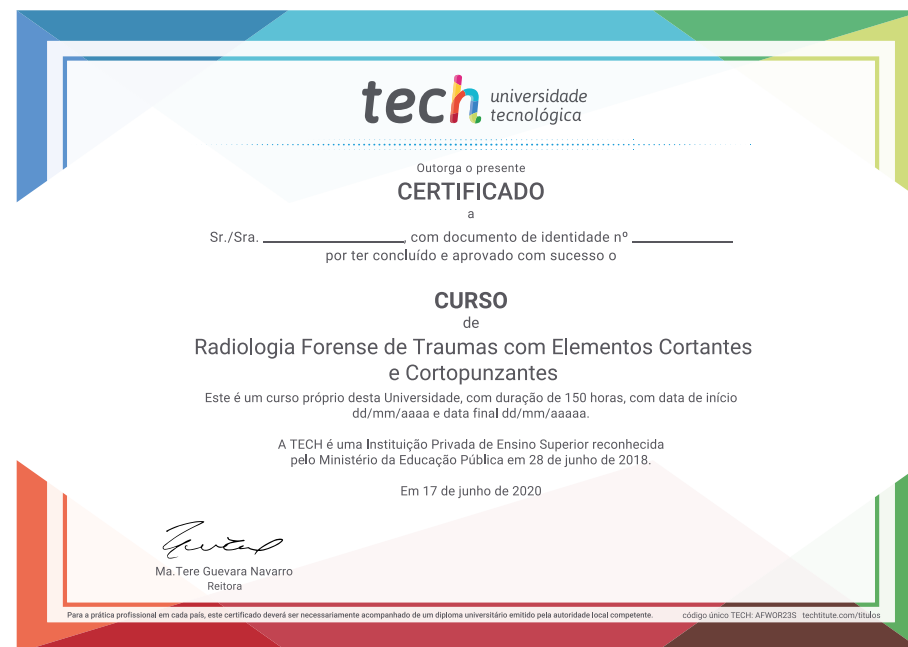 tech universidade
tecnológica
Outorga o presente
CERTIFICADO
a
Sr./Sra. ____________, com documento de identidade nº ____________
por ter concluído e aprovado com sucesso o
CURSO
de
Radiologia Forense de Traumas com Elementos Cortantes
e Cortopunzantes
Este é um curso próprio desta Universidade, com duração de 150 horas, com data de início
dd/mm/aaaa e data final dd/mm/aaaaa.
A TECH é uma Instituição Privada de Ensino Superior reconhecida
pelo Ministério da Educação Pública em 28 de junho de 2018.
Em 17 de junho de 2020
Ma.Tere Guevara Navarro
Reitora
Para a prática profissional em cada país, este certificado deverá ser necessariamente acompanhado de um diploma universitário emitido pela autoridade local competente. código único TECH: AFWOR23S techtitute.com/titulos